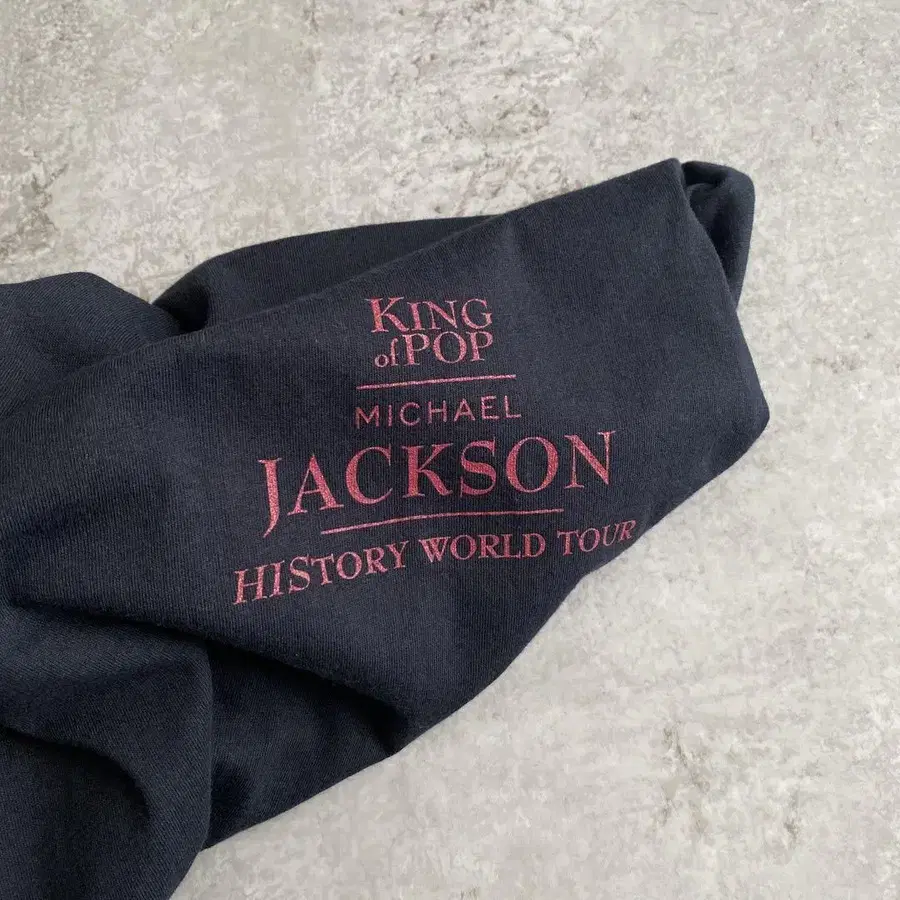 KING
of POP
MICHAEL
JACKSON
HISTORY WORLD TOUR